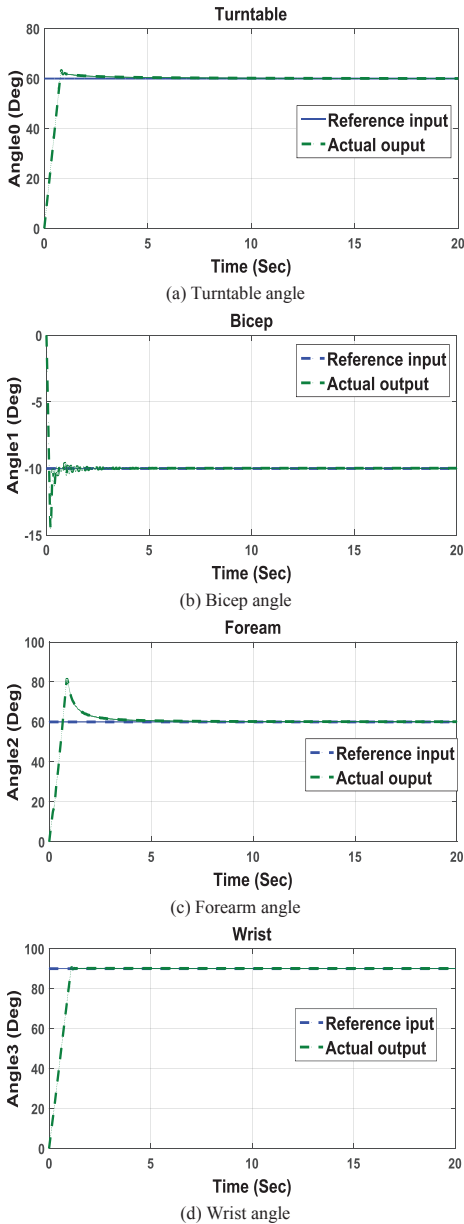 Turntable
80
60
40
20
0
Angle0 (Deg)
Reference input
Actual ouput
0 5 10 15 20
Time (Sec)
(a) Turntable angle
Bicep
0
-5
-10
-15
Angle1 (Deg)
Reference input
Actual output
0 5 10 15 20
Time (Sec)
(b) Bicep angle
Foream
100
80
60
40
20
0
Angle2 (Deg)
Reference input
Actual ouput
0 5 10 15 20
Time (Sec)
(c) Forearm angle
Wrist
100
80
60
40
20
0
Angle3 (Deg)
Reference iput
Actual output
0 5 10 15 20
Time (Sec)
(d) Wrist angle